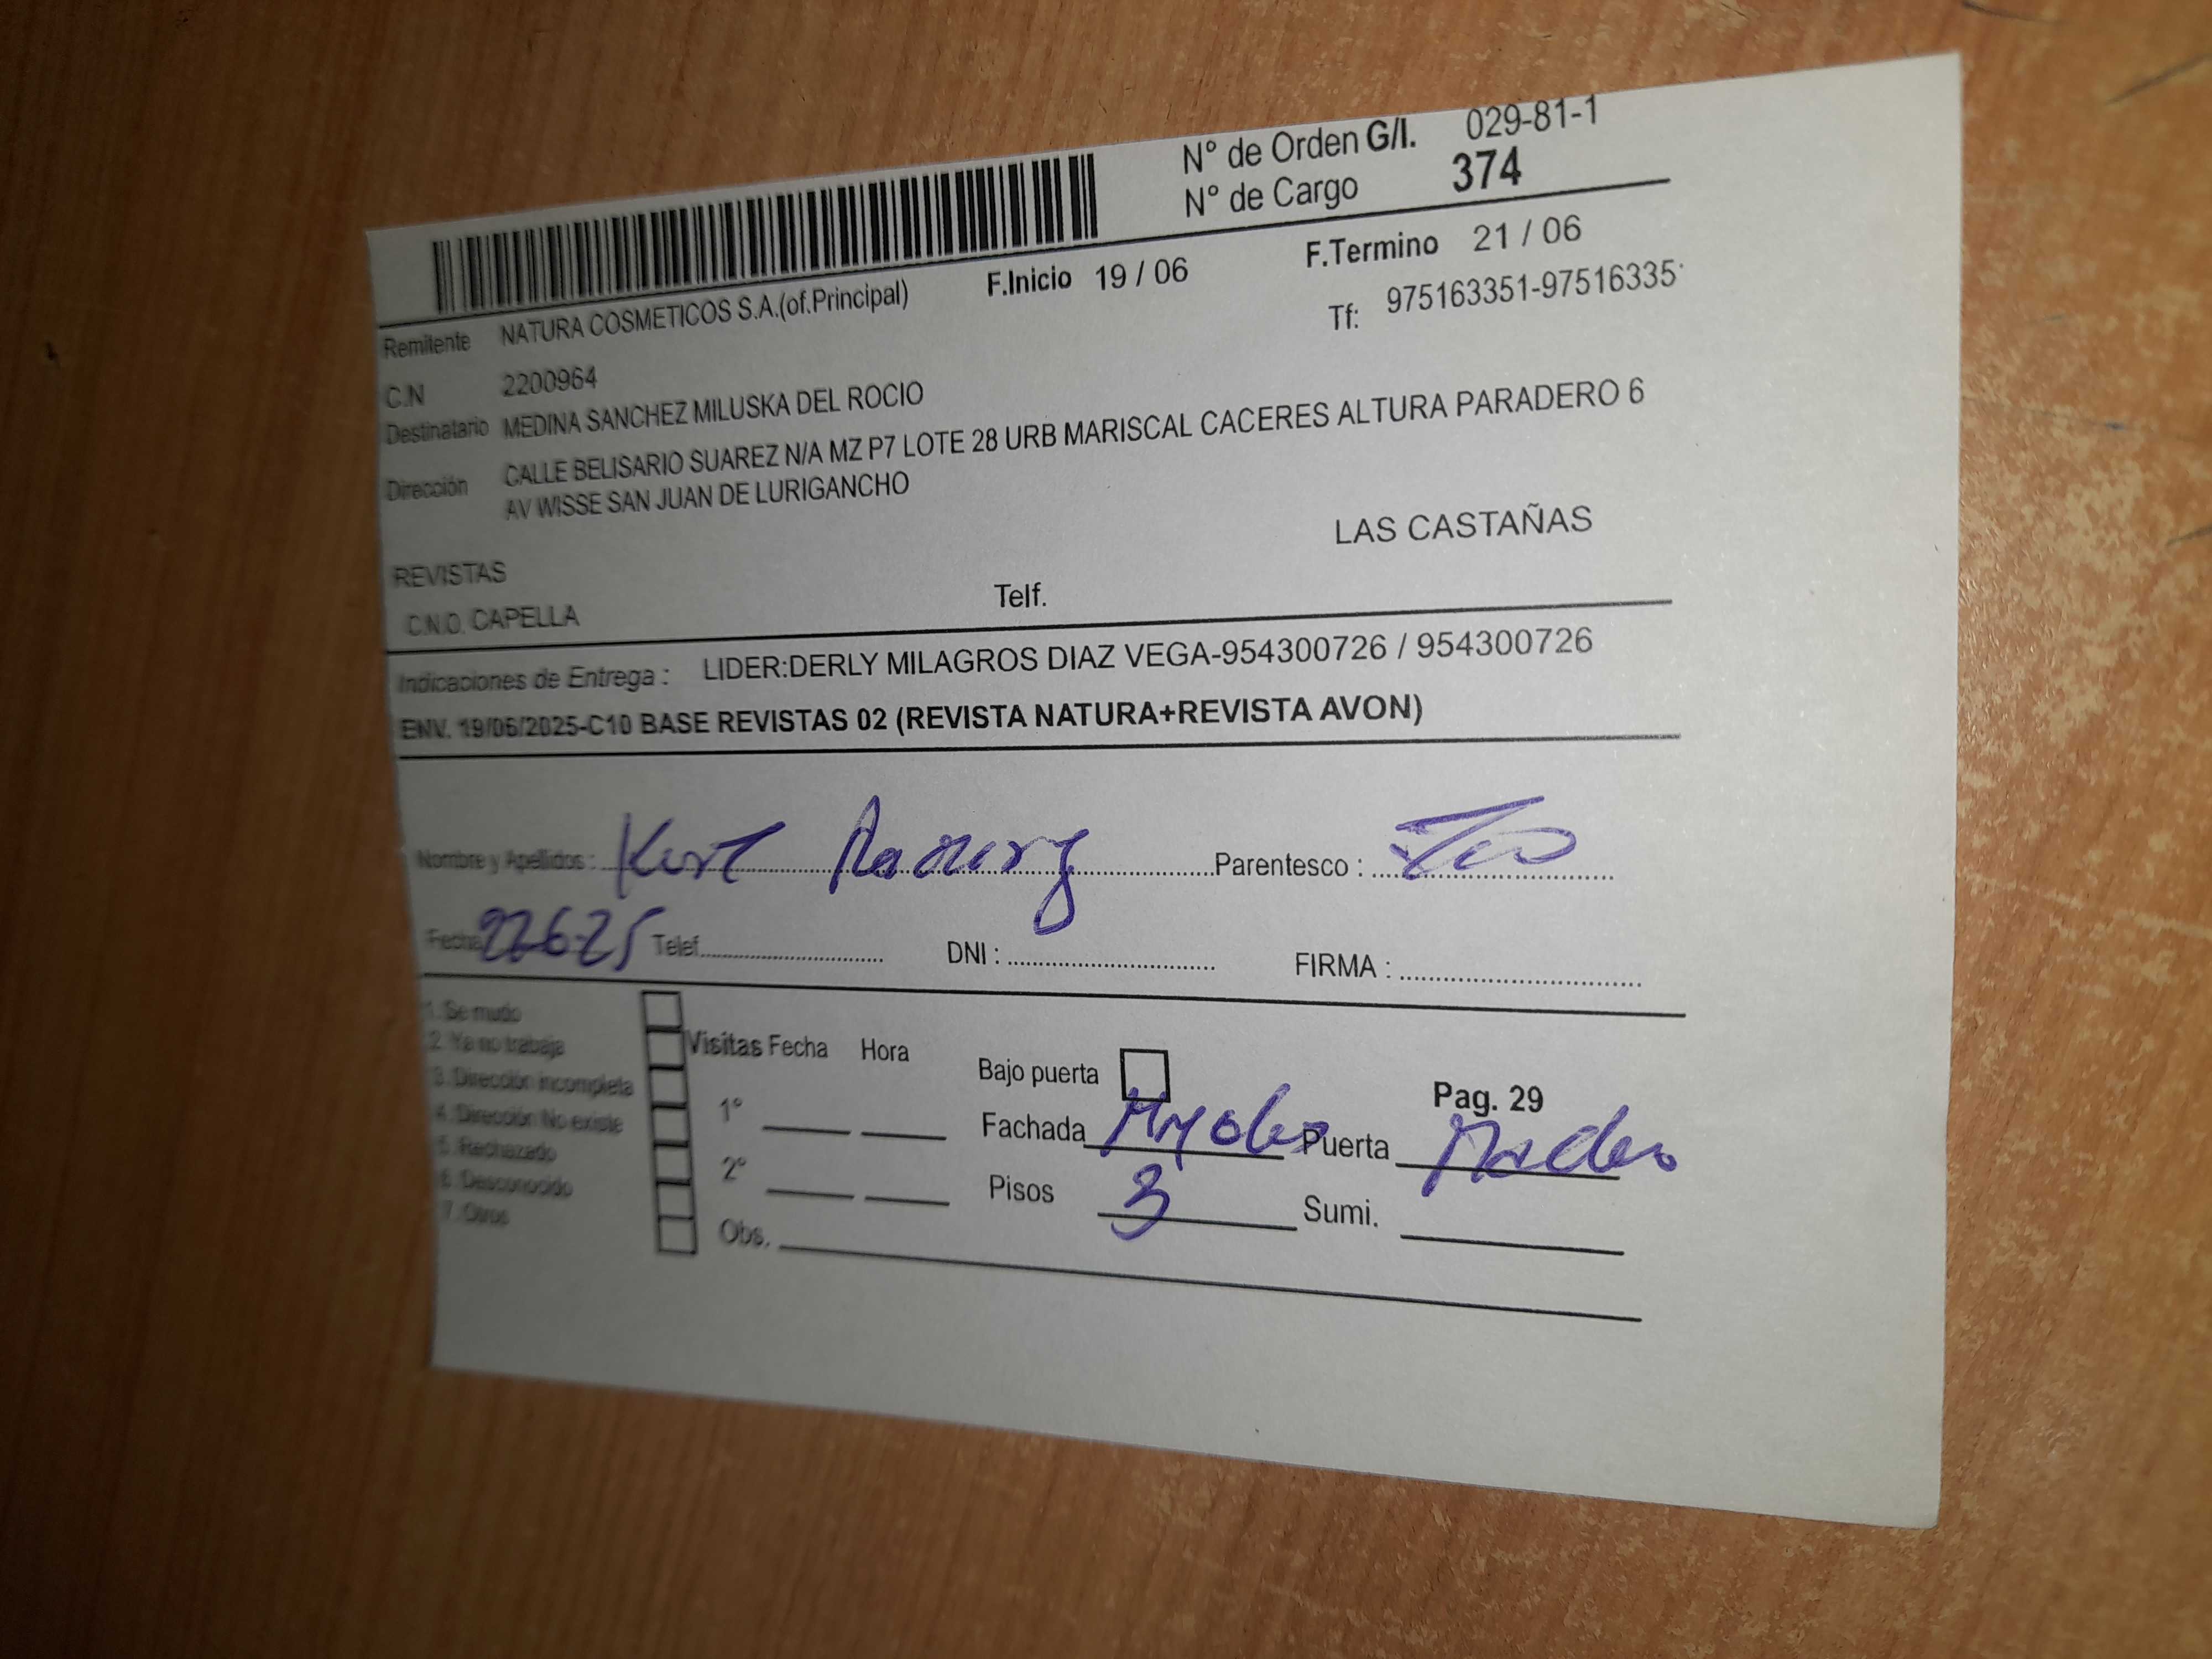 N° de Orden G/I. 029-81-1
N° de Cargo 374
F.Inicio 19 / 06 F.Termino 21 / 06
Remitente NATURA COSMETICOS S.A.(of.Principal) Tf: 975163351-97516335
C.N 2200964
Destinatario MEDINA SANCHEZ MILUSKA DEL ROCIO
Dirección CALLE BELISARIO SUAREZ N/A MZ P7 LOTE 28 URB MARISCAL CACERES ALTURA PARADERO 6
AV WISSE SAN JUAN DE LURIGANCHO
LAS CASTAÑAS
REVISTAS
C.N.O. CAPELLA Telf.
Indicaciones de Entrega : LIDER:DERLY MILAGROS DIAZ VEGA-954300726 / 954300726
ENV. 19/06/2025-C10 BASE REVISTAS 02 (REVISTA NATURA+REVISTA AVON)
Nombre y Apellidos : Kurt Ramirez Parentesco :
Fecha 22625 Telef. DNI : FIRMA :
1. Se mudo
2. Ya no trabaja Visitas Fecha Hora Bajo puerta Pag. 29
3. Dirección incompleta 1° Fachada Puerta
4. Dirección No existe
5. Rechazado 2° Pisos 3 Sumi.
6. Desconocido
7. Otros Obs.